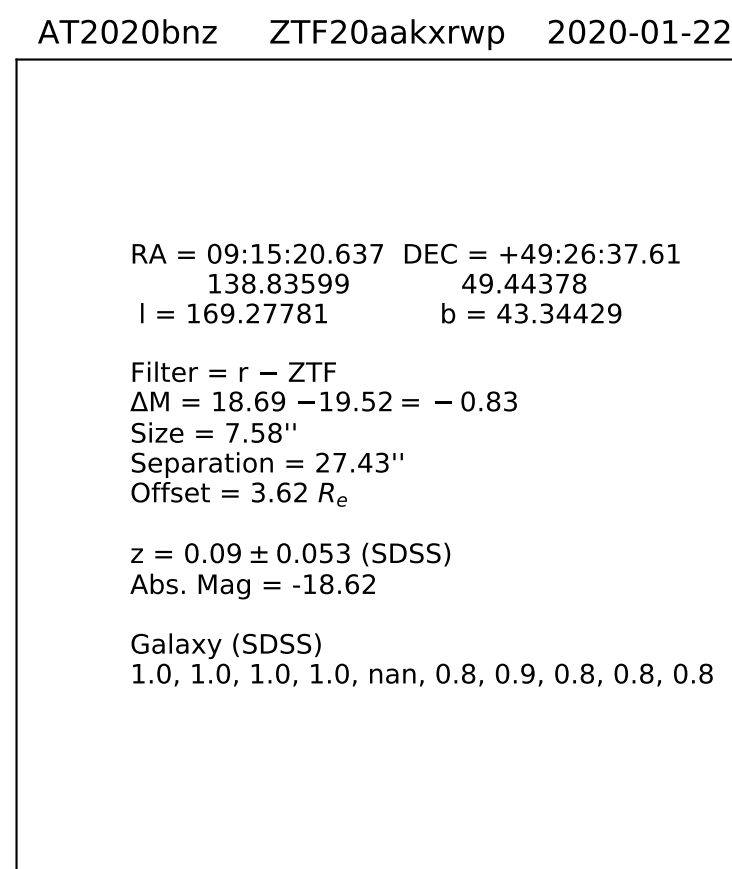 AT2020bnz ZTF20aakxrwp 2020-01-22
RA = 09:15:20.637 DEC = +49:26:37.61
138.83599 49.44378
l = 169.27781 b = 43.34429
Filter = r − ZTF
ΔM = 18.69 −19.52 = − 0.83
Size = 7.58''
Separation = 27.43''
Offset = 3.62 Rₑ
z = 0.09 ± 0.053 (SDSS)
Abs. Mag = -18.62
Galaxy (SDSS)
1.0, 1.0, 1.0, 1.0, nan, 0.8, 0.9, 0.8, 0.8, 0.8